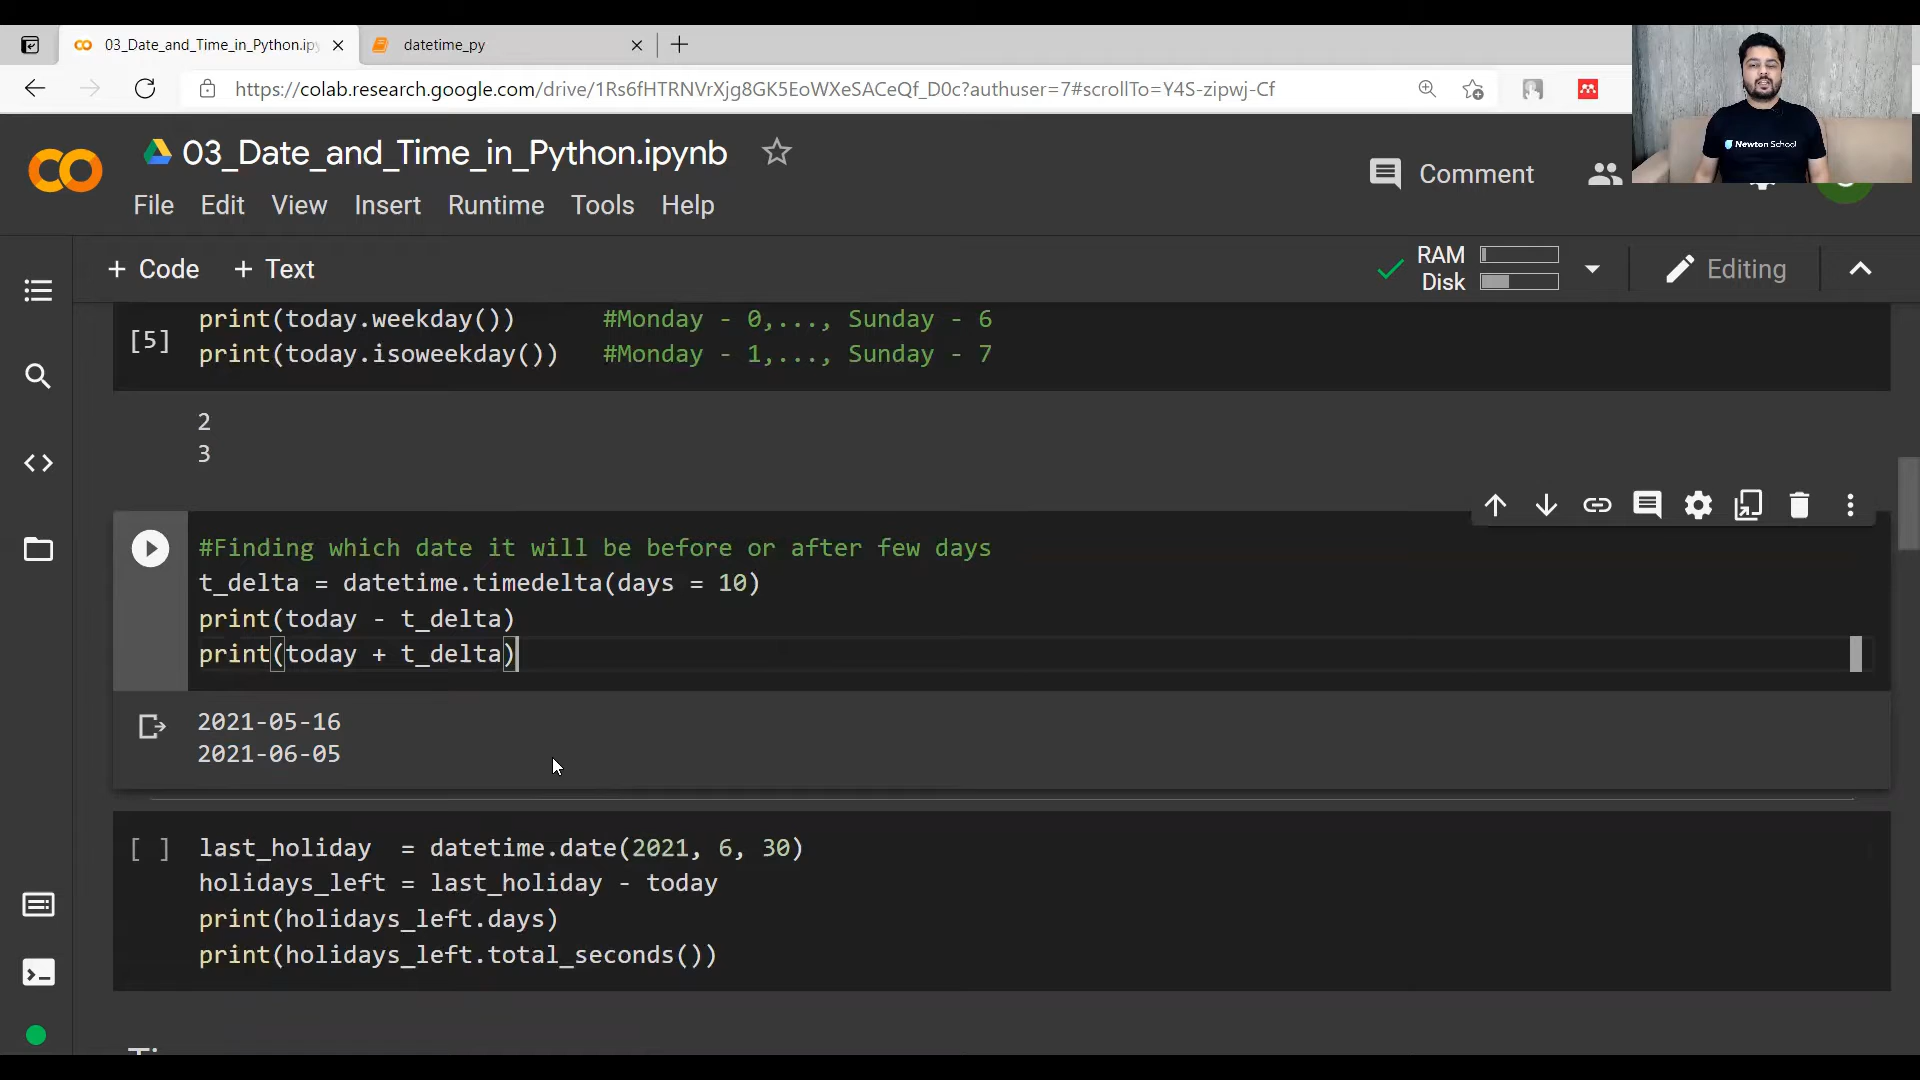 03_Date_and_Time_in_Python.ipy
datetime_py
https://colab.research.google.com/drive/1Rs6fHTRNVrXjg8GK5EoWXeSACeQf_D0c?authuser=7#scrollTo=Y4S-zipwj-Cf
03_Date_and_Time_in_Python.ipynb
Comment
Newton School
File Edit View Insert Runtime Tools Help
+ Code + Text
RAM
Disk
Editing
[5]
print(today.weekday()) #Monday - 0,..., Sunday - 6
print(today.isoweekday()) #Monday - 1,..., Sunday - 7
2
3
#Finding which date it will be before or after few days
t_delta = datetime.timedelta(days = 10)
print(today - t_delta)
print(today + t_delta)
2021-05-16
2021-06-05
[ ] last_holiday = datetime.date(2021, 6, 30)
holidays_left = last_holiday - today
print(holidays_left.days)
print(holidays_left.total_seconds())